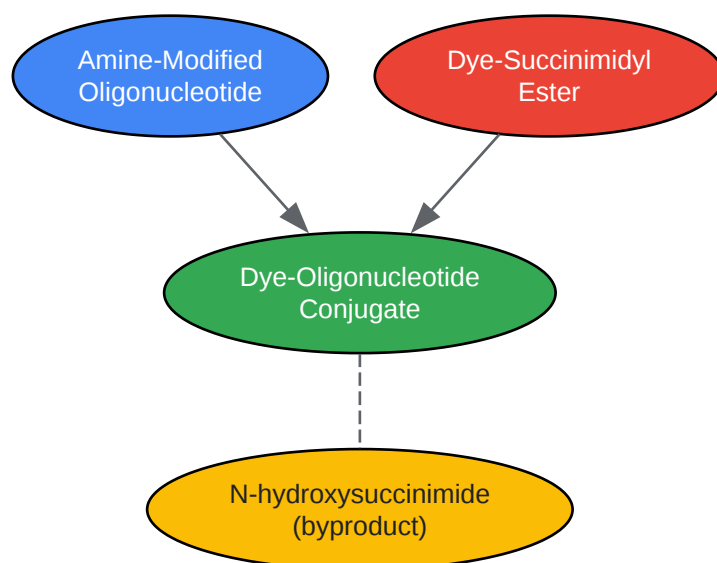 Amine-Modified
Oligonucleotide
Dye-Succinimidyl
Ester
Dye-Oligonucleotide
Conjugate
N-hydroxysuccinimide
(byproduct)